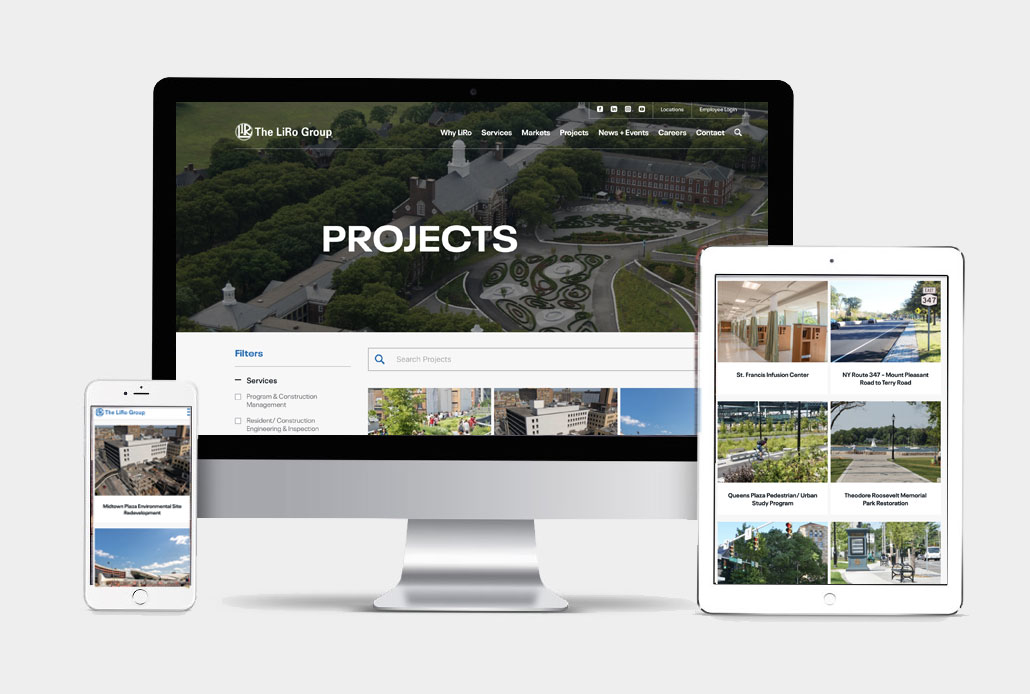 Locations
Employee Login
LR The LiRo Group
Why LiRo
Services
Markets
Projects
News + Events
Careers
Contact
PROJECTS
Filters
Search Projects
Services
Program & Construction
Management
Resident/ Construction
Engineering & Inspection
The LiRo Group
Midtown Plaza Environmental Site
Redevelopment
EAST
347
St. Francis Infusion Center
NY Route 347 – Mount Pleasant
Road to Terry Road
Queens Plaza Pedestrian/ Urban
Study Program
Theodore Roosevelt Memorial
Park Restoration